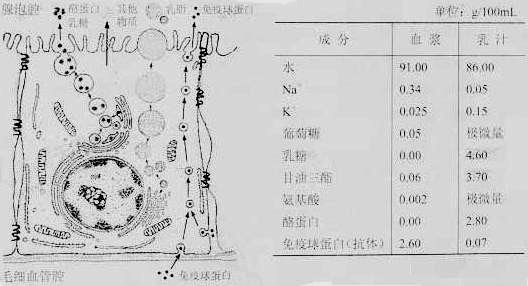 腺泡腔
酪蛋白
乳糖
其他
物质
乳脂
免疫球蛋白
毛细血管腔
免疫球蛋白
单位：g/100mL
成 分 血 浆 乳 汁
水 91.00 86.00
Na⁺ 0.34 0.05
K⁺ 0.025 0.15
葡萄糖 0.05 极微量
乳糖 0.00 4.60
甘油三酯 0.06 3.70
氨基酸 0.002 极微量
酪蛋白 0.00 2.80
免疫球蛋白(抗体) 2.60 0.07